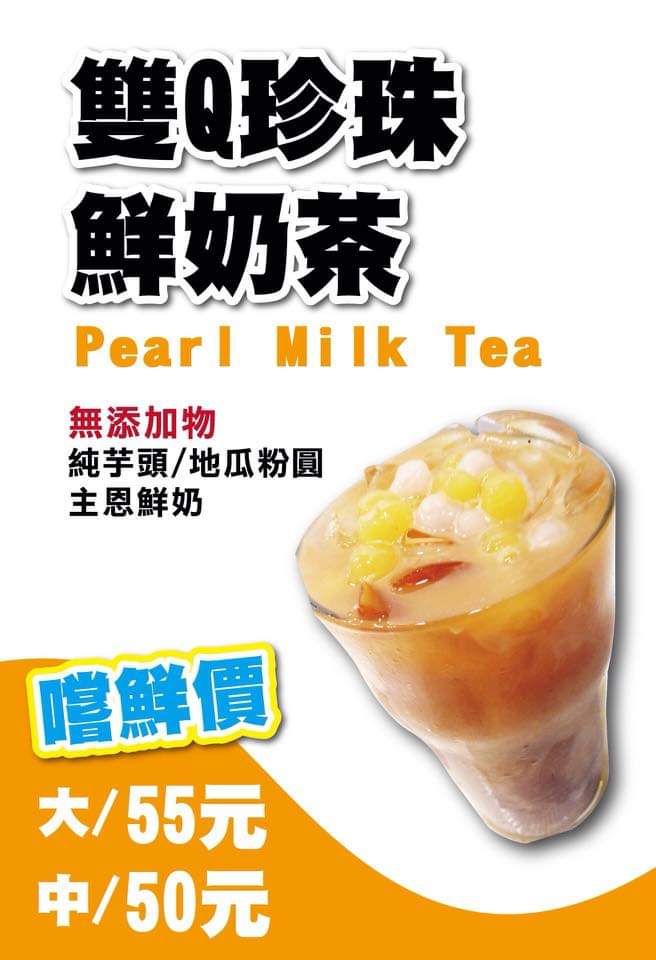 雙Q珍珠
鮮奶茶
Pearl Milk Tea
無添加物
純芋頭/地瓜粉圓
主恩鮮奶
嚐鮮價
大/55元
中/50元